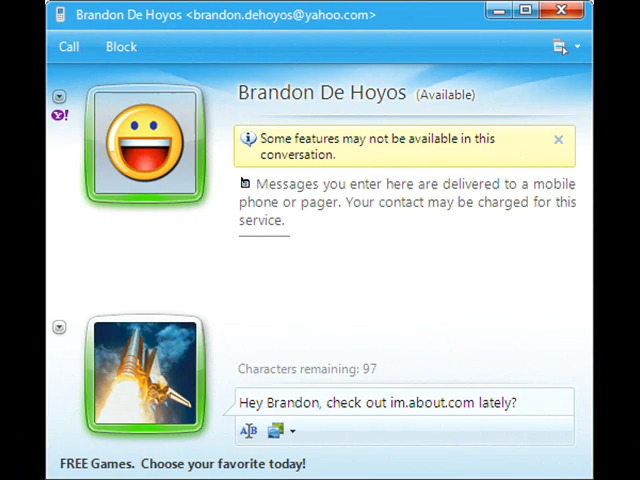 Brandon De Hoyos <brandon.dehoyos@yahoo.com>
Call Block
Brandon De Hoyos (Available)
Y!
Some features may not be available in this
conversation.
Messages you enter here are delivered to a mobile
phone or pager. Your contact may be charged for this
service.
Characters remaining: 97
Hey Brandon, check out im.about.com lately?
AB
FREE Games. Choose your favorite today!